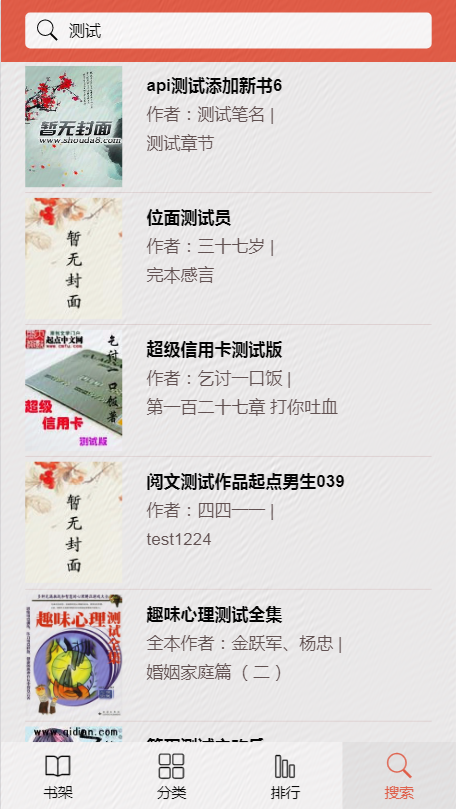 测试
暂无封面
www.shouda8.com
api测试添加新书6
作者：测试笔名 |
测试章节
暂无封面
位面测试员
作者：三十七岁 |
完本感言
起点中文网
乞讨一口饭著
超级
信用卡
测试版
超级信用卡测试版
作者：乞讨一口饭 |
第一百二十七章 打你吐血
暂无封面
阅文测试作品起点男生039
作者：四四一一 |
test1224
趣味心理测试全集
趣味心理测试全集
全本作者：金跃军、杨忠 |
婚姻家庭篇（二）
www.qidian.com
书架
分类
排行
搜索